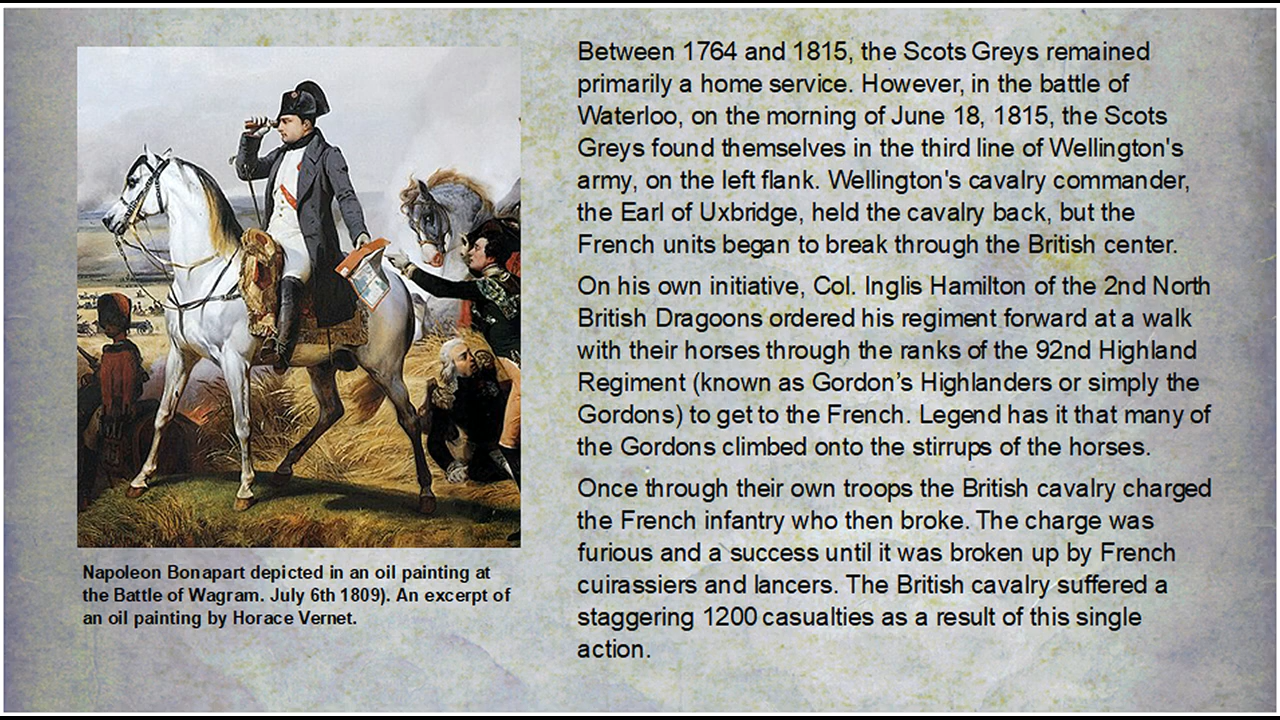 Between 1764 and 1815, the Scots Greys remained
primarily a home service. However, in the battle of
Waterloo, on the morning of June 18, 1815, the Scots
Greys found themselves in the third line of Wellington's
army, on the left flank. Wellington's cavalry commander,
the Earl of Uxbridge, held the cavalry back, but the
French units began to break through the British center.
On his own initiative, Col. Inglis Hamilton of the 2nd North
British Dragoons ordered his regiment forward at a walk
with their horses through the ranks of the 92nd Highland
Regiment (known as Gordon’s Highlanders or simply the
Gordons) to get to the French. Legend has it that many of
the Gordons climbed onto the stirrups of the horses.
Once through their own troops the British cavalry charged
the French infantry who then broke. The charge was
furious and a success until it was broken up by French
cuirassiers and lancers. The British cavalry suffered a
staggering 1200 casualties as a result of this single
action.
Napoleon Bonapart depicted in an oil painting at
the Battle of Wagram. July 6th 1809). An excerpt of
an oil painting by Horace Vernet.